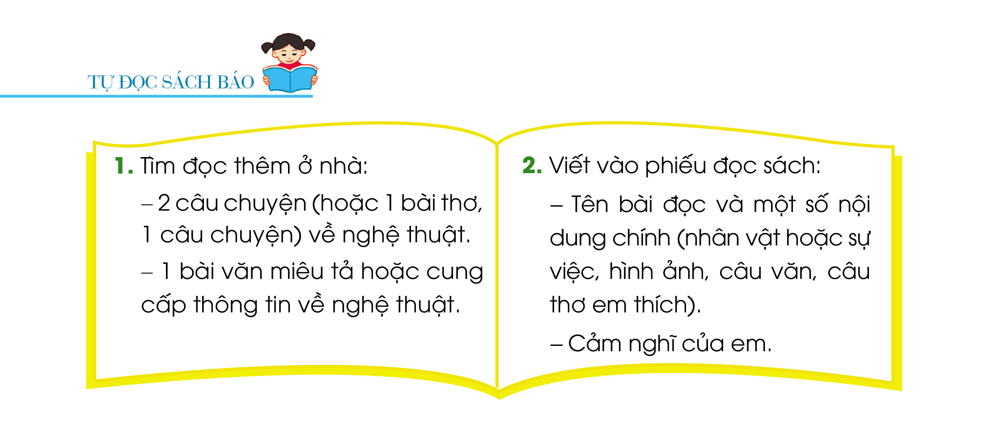 TỰ ĐỌC SÁCH BÁO
1. Tìm đọc thêm ở nhà:
– 2 câu chuyện (hoặc 1 bài thơ,
1 câu chuyện) về nghệ thuật.
– 1 bài văn miêu tả hoặc cung
cấp thông tin về nghệ thuật.
2. Viết vào phiếu đọc sách:
– Tên bài đọc và một số nội
dung chính (nhân vật hoặc sự
việc, hình ảnh, câu văn, câu
thơ em thích).
– Cảm nghĩ của em.